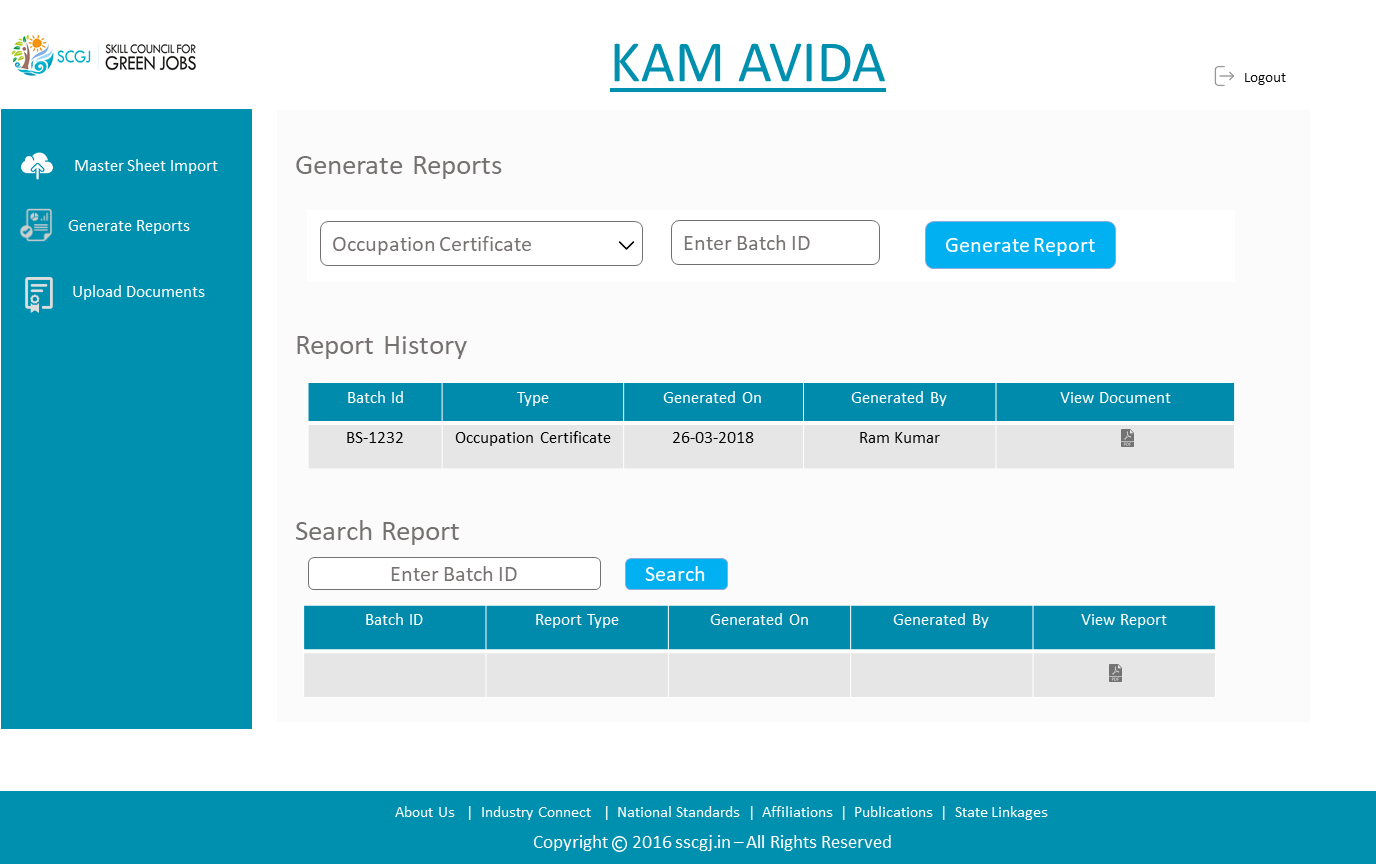 SCGJ
SKILL COUNCIL FOR
GREEN JOBS
KAM AVIDA
Logout
Master Sheet Import
Generate Reports
Upload Documents
Generate Reports
Occupation Certificate
Enter Batch ID
Generate Report
Report History
Batch Id Type Generated On Generated By View Document
BS-1232 Occupation Certificate 26-03-2018 Ram Kumar PDF
Search Report
Enter Batch ID
Search
Batch ID Report Type Generated On Generated By View Report
PDF
About Us | Industry Connect | National Standards | Affiliations | Publications | State Linkages
Copyright © 2016 sscgj.in – All Rights Reserved